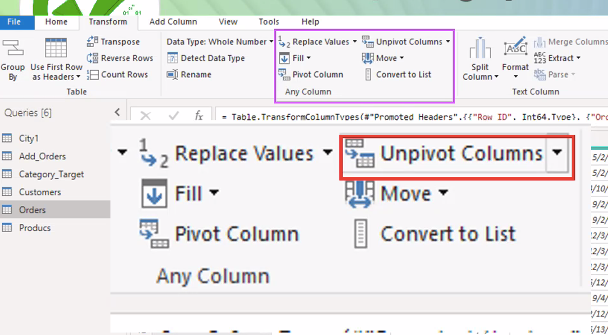 File Home Transform Add Column View Tools Help
Transpose Data Type: Whole Number Replace Values Unpivot Columns Merge Columns
Group By Use First Row as Headers Reverse Rows Detect Data Type Fill Move Split Column Format Extract
Count Rows Rename Pivot Column Convert to List Parse
Table Any Column Text Column
Queries [6] fx = Table.TransformColumnTypes(#"Promoted Headers",{{"Row ID", Int64.Type}, {"Ord
City1
Add_Orders
Category_Target
Customers
Orders
Producs
1 2 Replace Values Unpivot Columns
Fill Move
Pivot Column Convert to List
Any Column